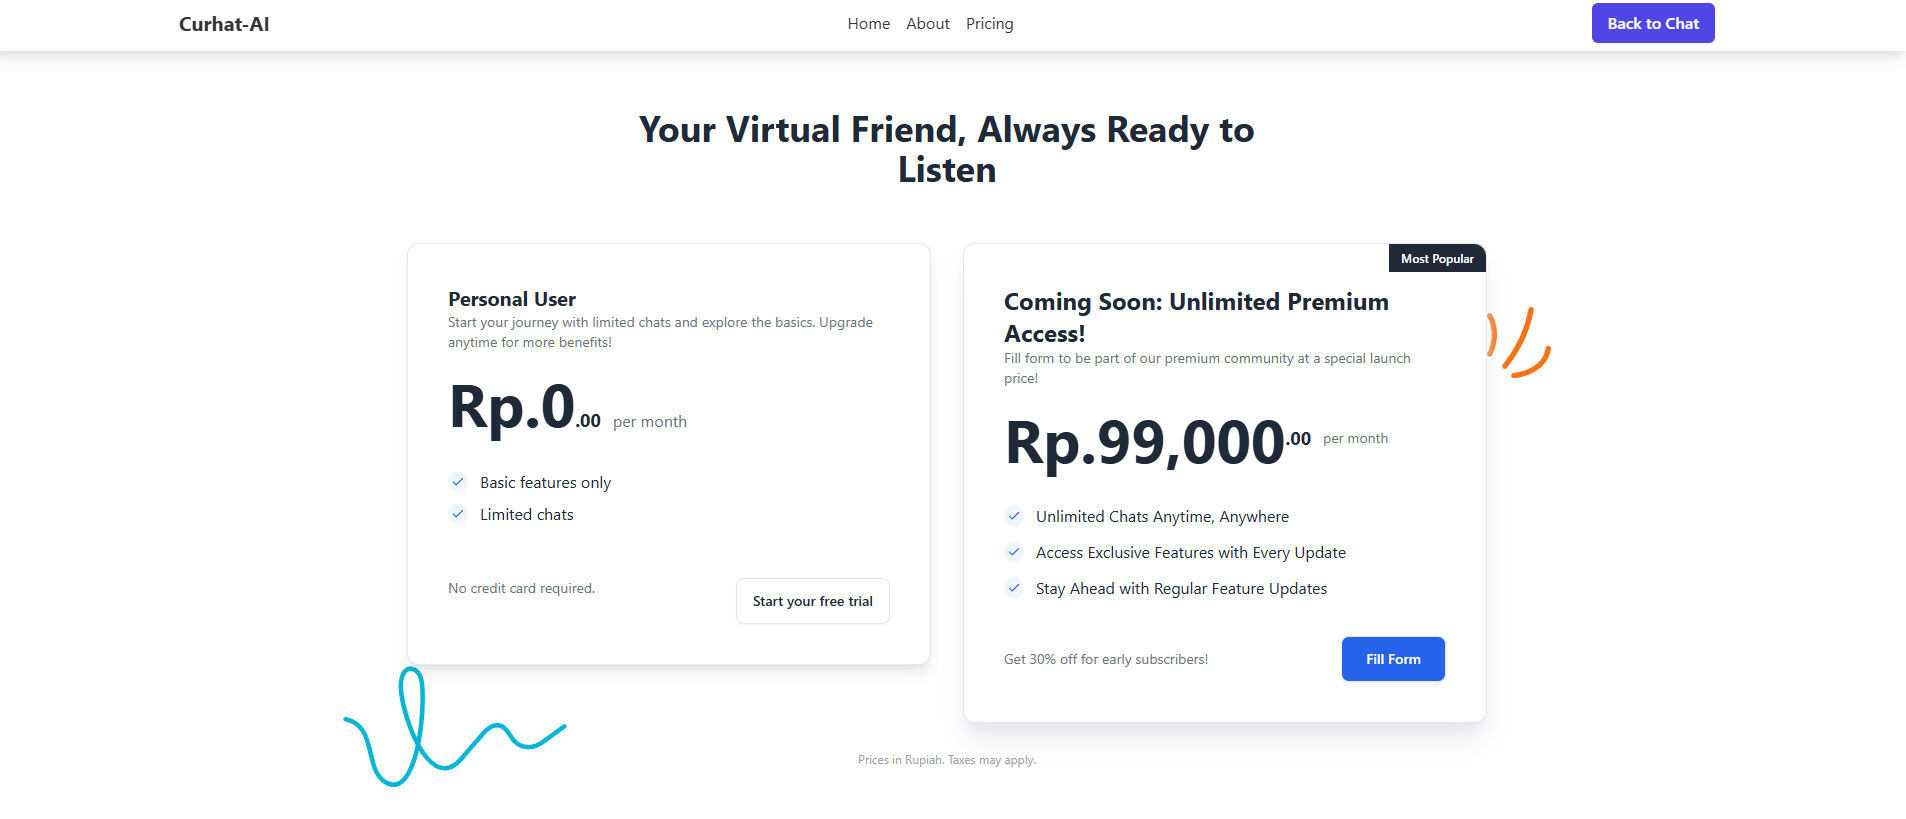 Curhat-AI
Home About Pricing
Back to Chat
Your Virtual Friend, Always Ready to
Listen
Personal User
Start your journey with limited chats and explore the basics. Upgrade
anytime for more benefits!
Rp.0.00 per month
Basic features only
Limited chats
No credit card required.
Start your free trial
Most Popular
Coming Soon: Unlimited Premium
Access!
Fill form to be part of our premium community at a special launch
price!
Rp.99,000.00 per month
Unlimited Chats Anytime, Anywhere
Access Exclusive Features with Every Update
Stay Ahead with Regular Feature Updates
Get 30% off for early subscribers!
Fill Form
Prices in Rupiah. Taxes may apply.